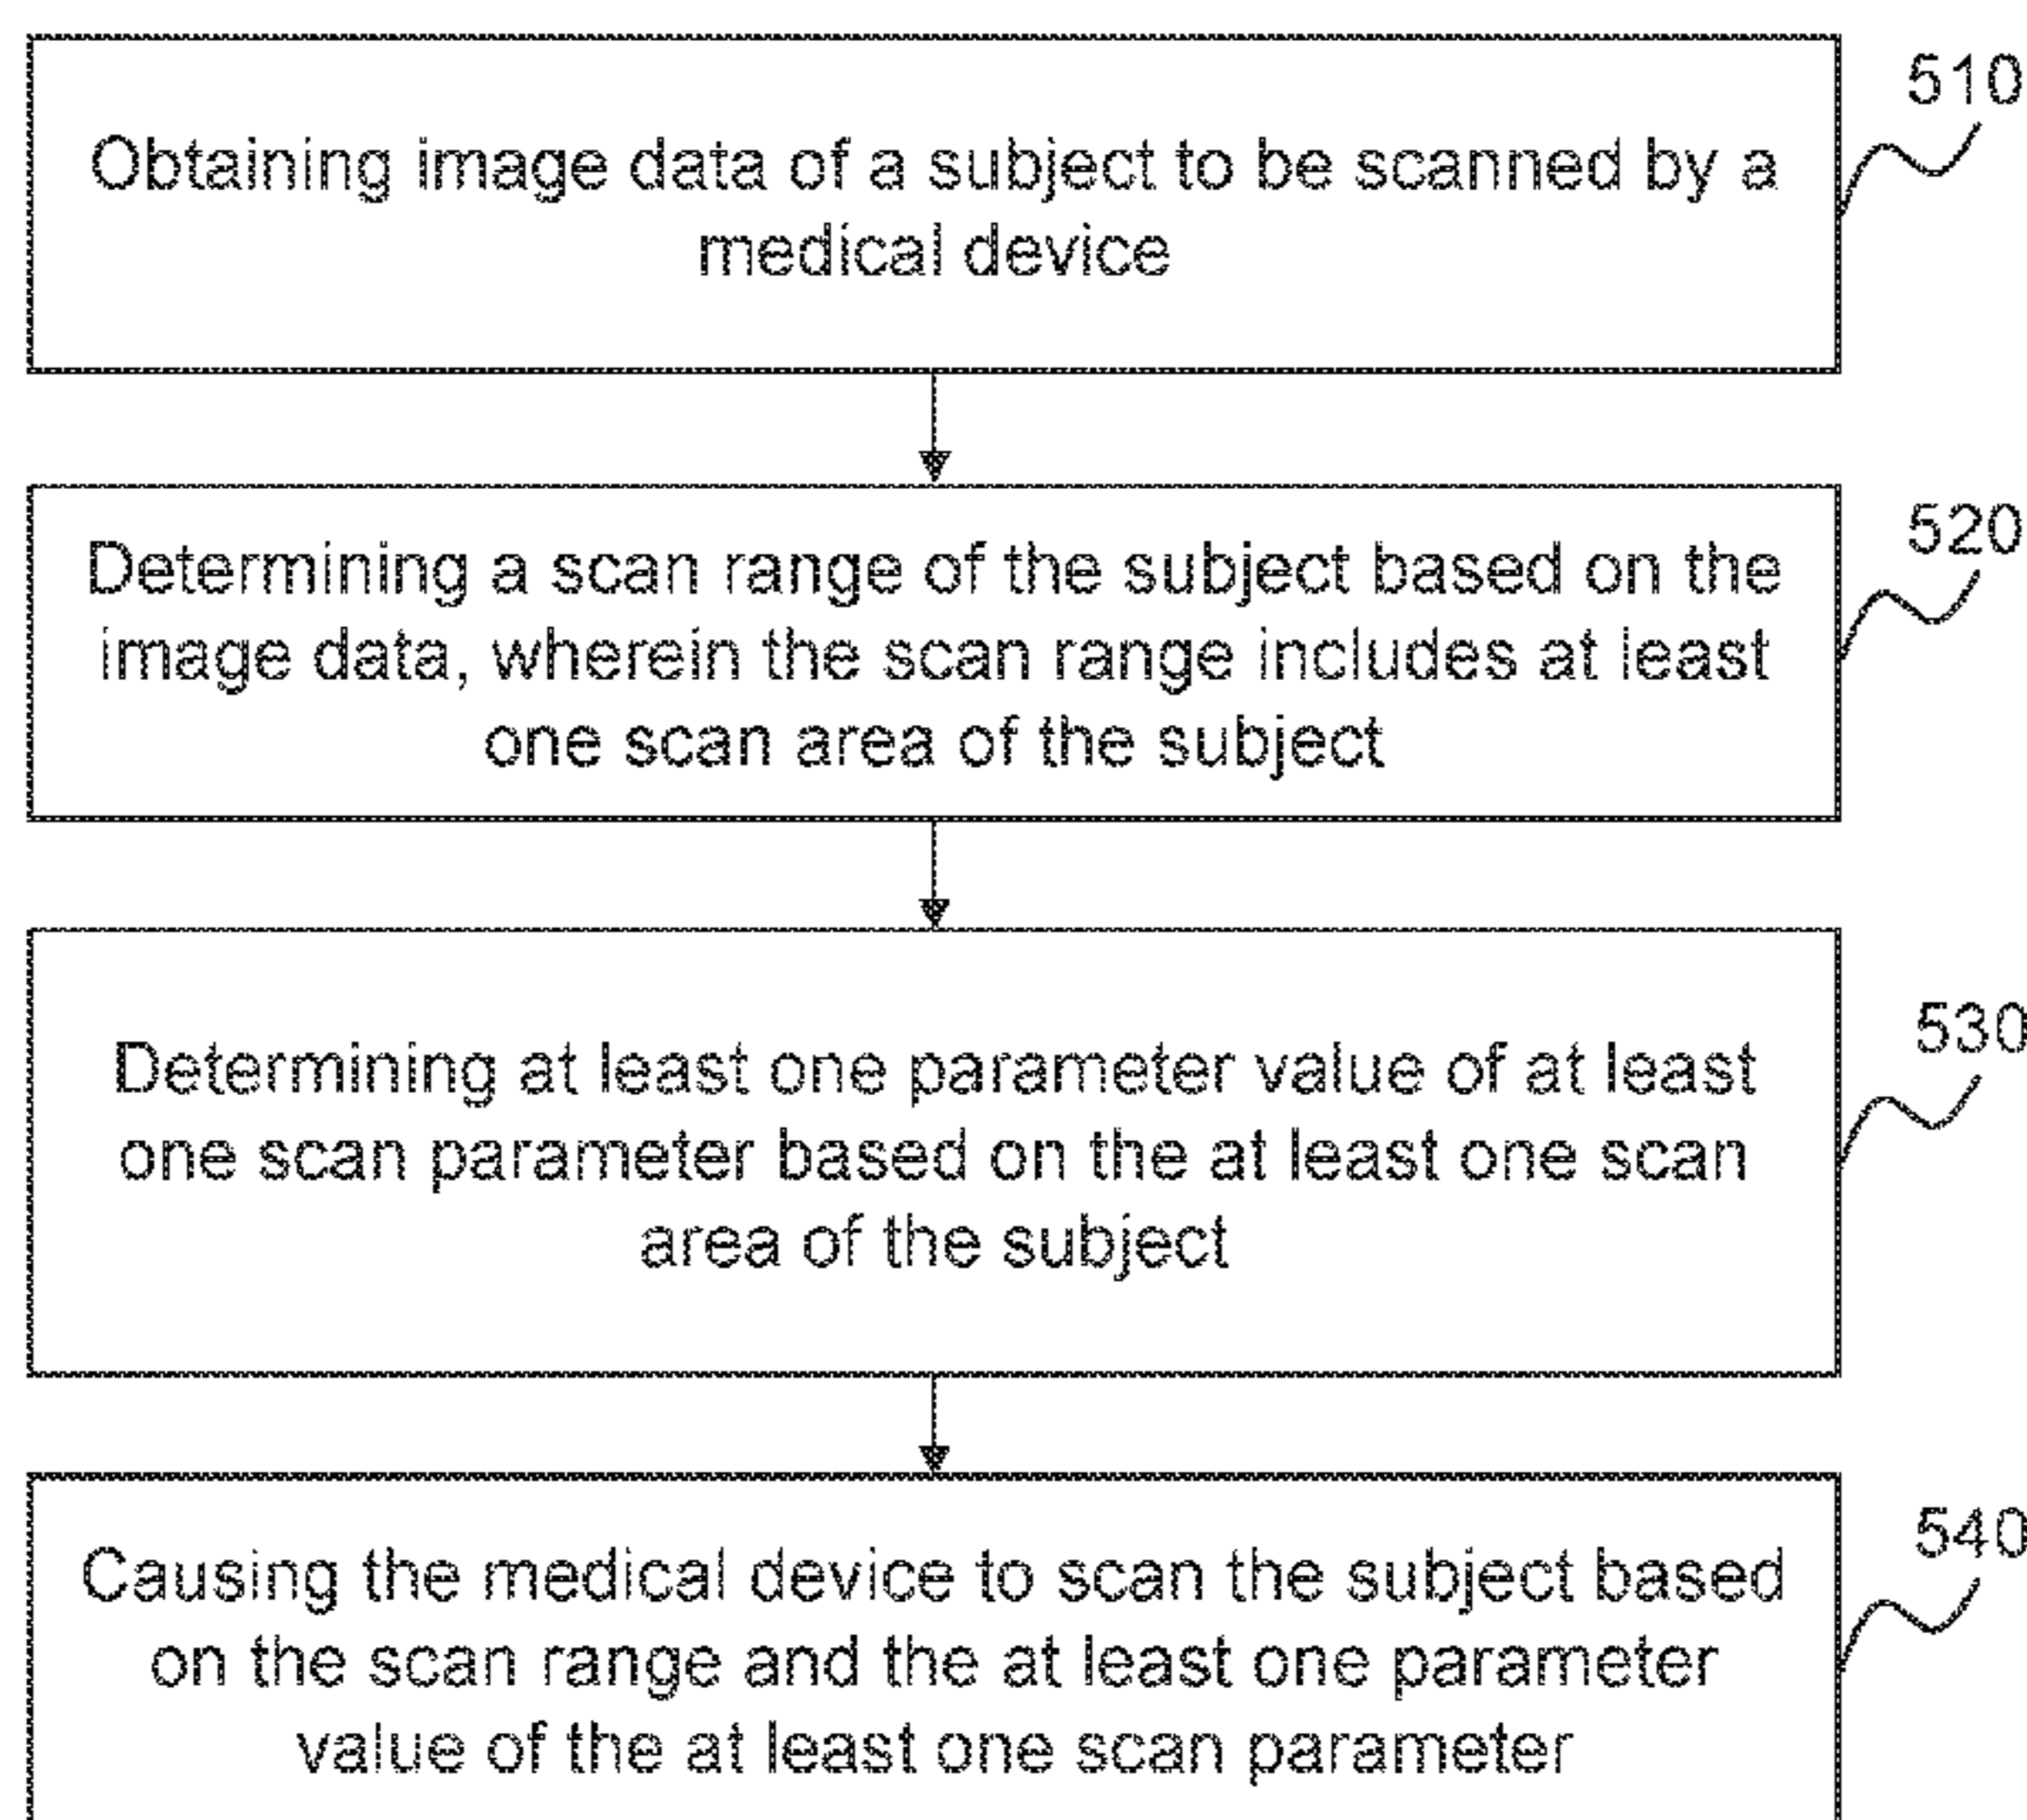 510
Obtaining image data of a subject to be scanned by a
medical device
520
Determining a scan range of the subject based on the
image data, wherein the scan range includes at least
one scan area of the subject
530
Determining at least one parameter value of at least
one scan parameter based on the at least one scan
area of the subject
540
Causing the medical device to scan the subject based
on the scan range and the at least one parameter
value of the at least one scan parameter